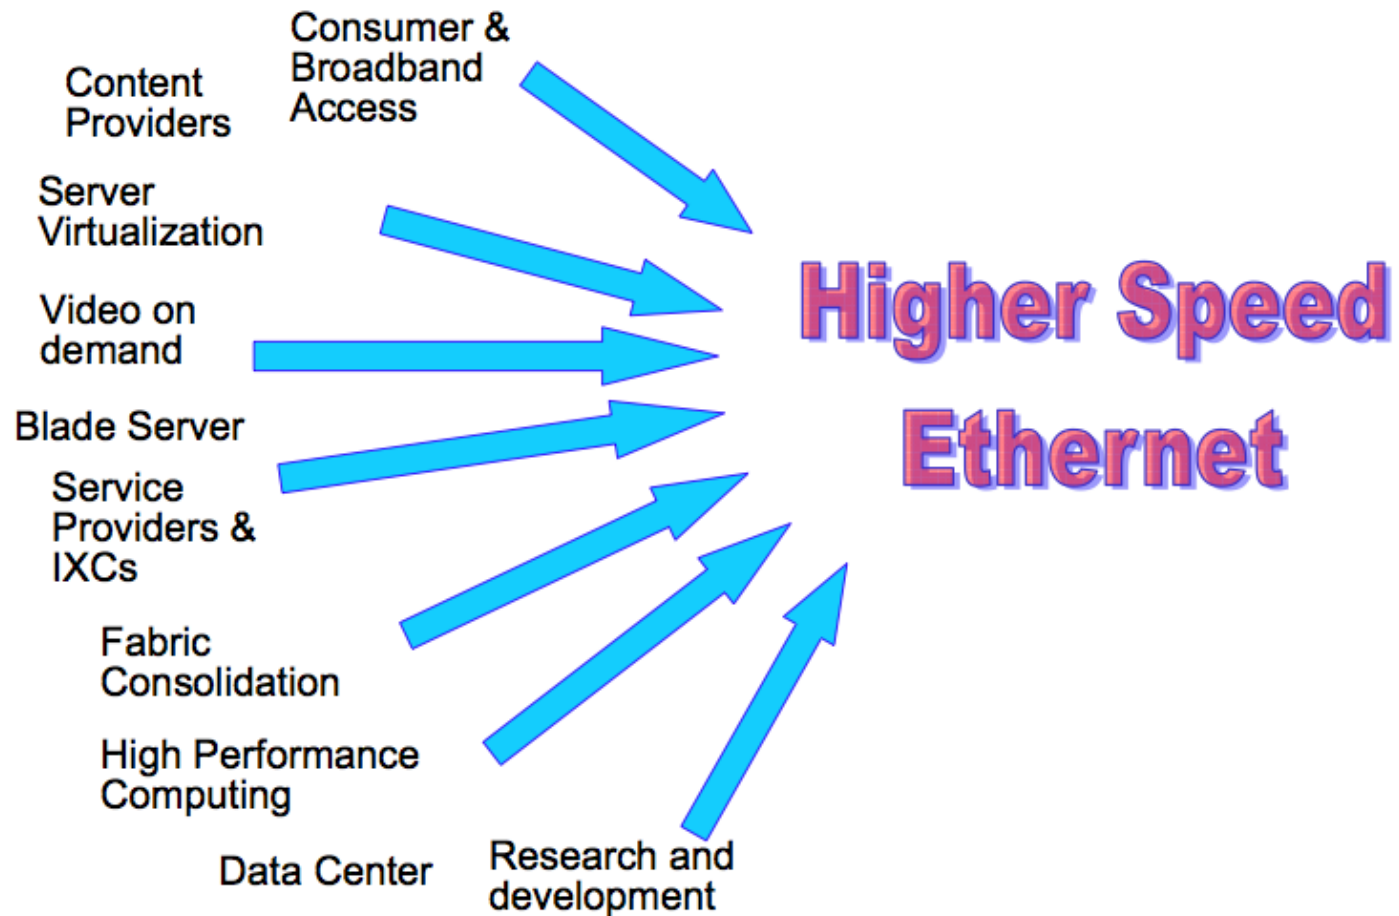 Consumer &
Broadband
Access
Content
Providers
Server
Virtualization
Video on
demand
Blade Server
Service
Providers &
IXCs
Fabric
Consolidation
High Performance
Computing
Data Center
Research and
development
Higher Speed
Ethernet